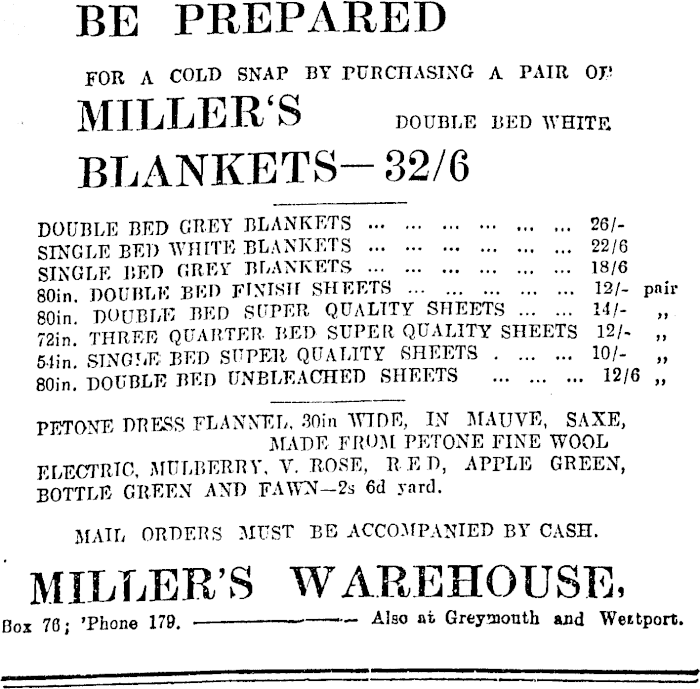 BE PREPARED
FOR A COLD SNAP BY PURCHASING A PAIR OF
MILLER'S DOUBLE BED WHITE
BLANKETS—32/6
DOUBLE BED GREY BLANKETS ... ... ... ... ... ... 26/-
SINGLE BED WHITE BLANKETS ... ... ... ... ... ... 22/6
SINGLE BED GREY BLANKETS ... ... ... ... ... ... 18/6
80in. DOUBLE BED FINISH SHEETS ... ... ... ... ... 12/- pair
80in. DOUBLE BED SUPER QUALITY SHEETS ... ... 14/- „
72in. THREE QUARTER BED SUPER QUALITY SHEETS 12/- „
54in. SINGLE BED SUPER QUALITY SHEETS . ... ... 10/- „
80in. DOUBLE BED UNBLEACHED SHEETS ... ... ... 12/6 „
PETONE DRESS FLANNEL, 30in WIDE, IN MAUVE, SAXE,
MADE FROM PETONE FINE WOOL
ELECTRIC, MULBERRY, V. ROSE, RED, APPLE GREEN,
BOTTLE GREEN AND FAWN—2s 6d yard.
MAIL ORDERS MUST BE ACCOMPANIED BY CASH.
MILLER'S WAREHOUSE,
Box 76; 'Phone 179. ——— Also at Greymouth and Westport.